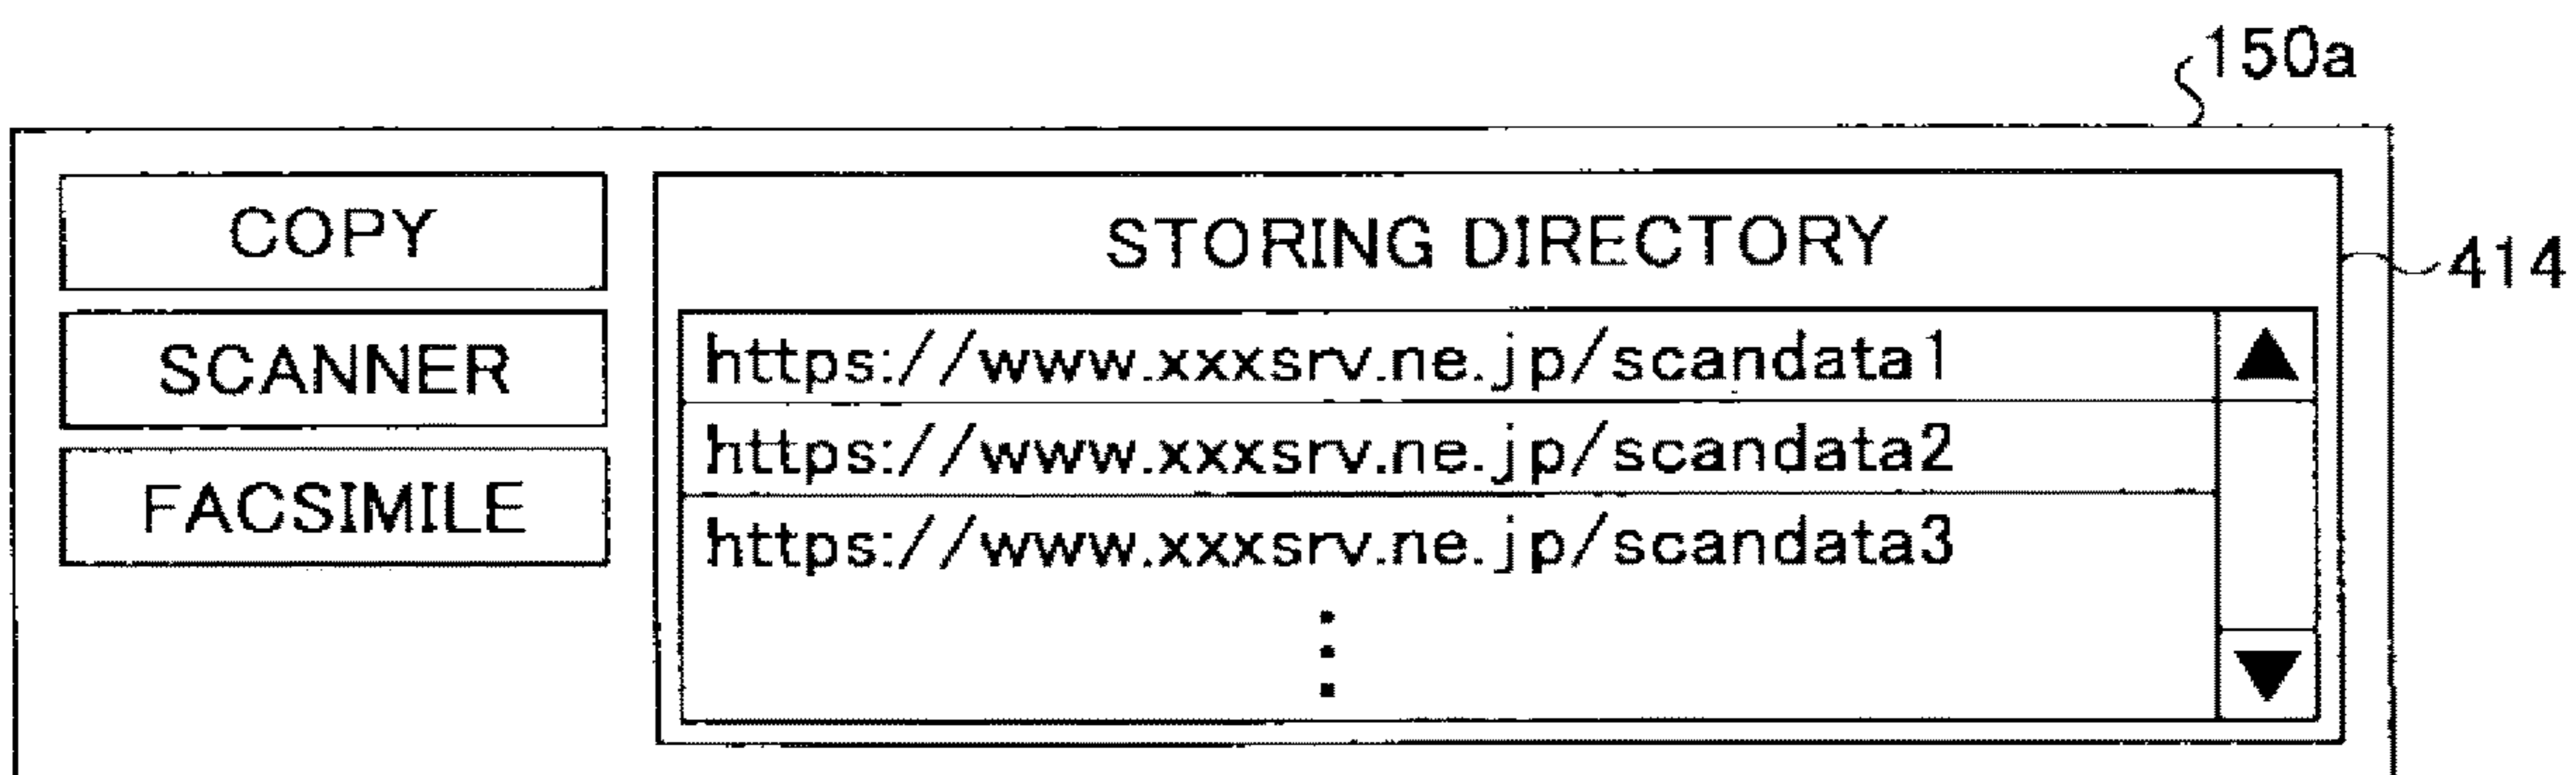 150a
COPY
SCANNER
FACSIMILE
STORING DIRECTORY
414
https://www.xxxsrv.ne.jp/scandata1
https://www.xxxsrv.ne.jp/scandata2
https://www.xxxsrv.ne.jp/scandata3